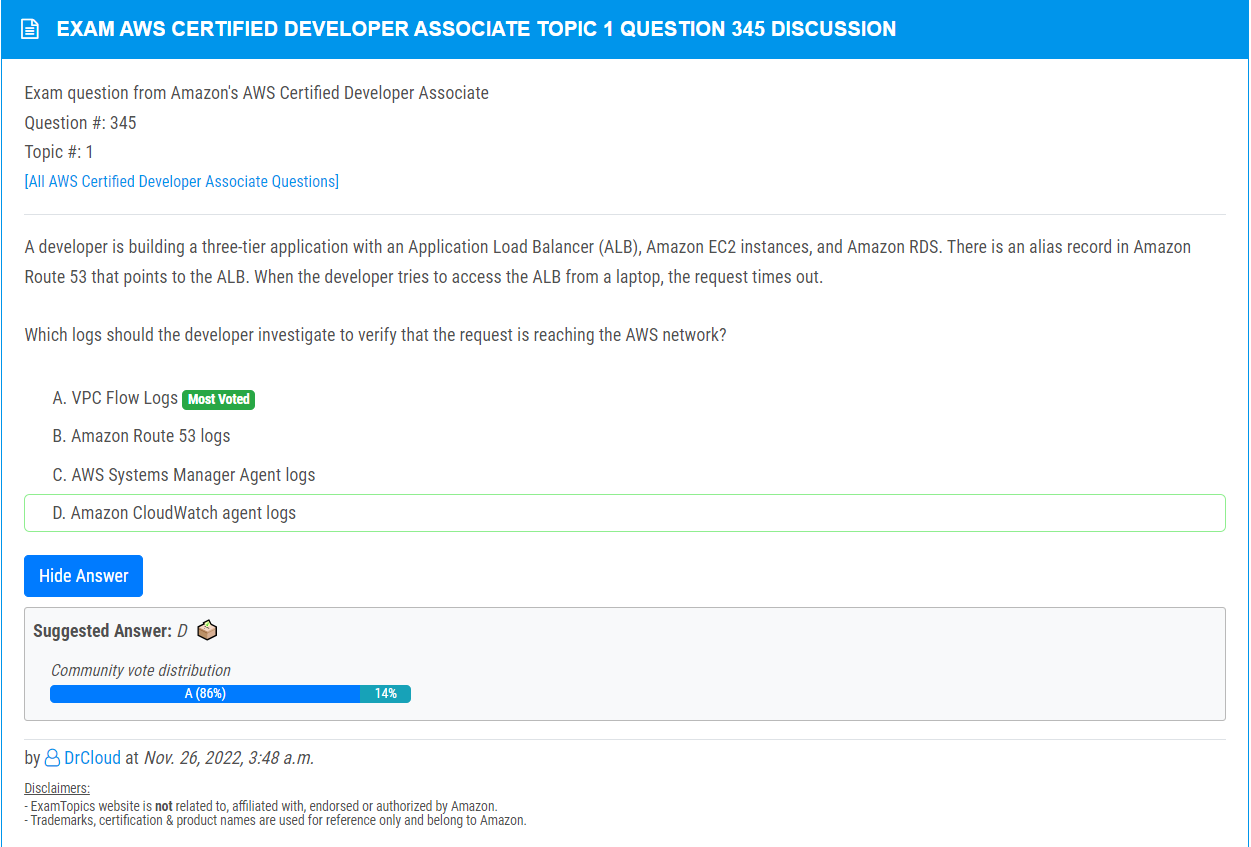 EXAM AWS CERTIFIED DEVELOPER ASSOCIATE TOPIC 1 QUESTION 345 DISCUSSION
Exam question from Amazon's AWS Certified Developer Associate
Question #: 345
Topic #: 1
[All AWS Certified Developer Associate Questions]
A developer is building a three-tier application with an Application Load Balancer (ALB), Amazon EC2 instances, and Amazon RDS. There is an alias record in Amazon
Route 53 that points to the ALB. When the developer tries to access the ALB from a laptop, the request times out.
Which logs should the developer investigate to verify that the request is reaching the AWS network?
A. VPC Flow Logs Most Voted
B. Amazon Route 53 logs
C. AWS Systems Manager Agent logs
D. Amazon CloudWatch agent logs
Hide Answer
Suggested Answer: D
Community vote distribution
A (86%) 14%
by DrCloud at Nov. 26, 2022, 3:48 a.m.
Disclaimers:
- ExamTopics website is not related to, affiliated with, endorsed or authorized by Amazon.
- Trademarks, certification & product names are used for reference only and belong to Amazon.